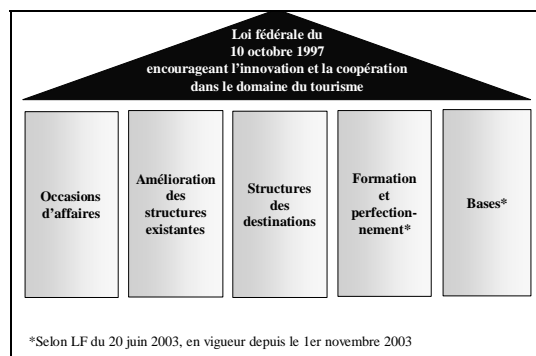 Loi fédérale du
10 octobre 1997
encourageant l'innovation et la coopération
dans le domaine du tourisme
Occasions
d'affaires
Amélioration
des
structures
existantes
Structures
des
destinations
Formation
et
perfection-
nement*
Bases*
*Selon LF du 20 juin 2003, en vigueur depuis le 1er novembre 2003